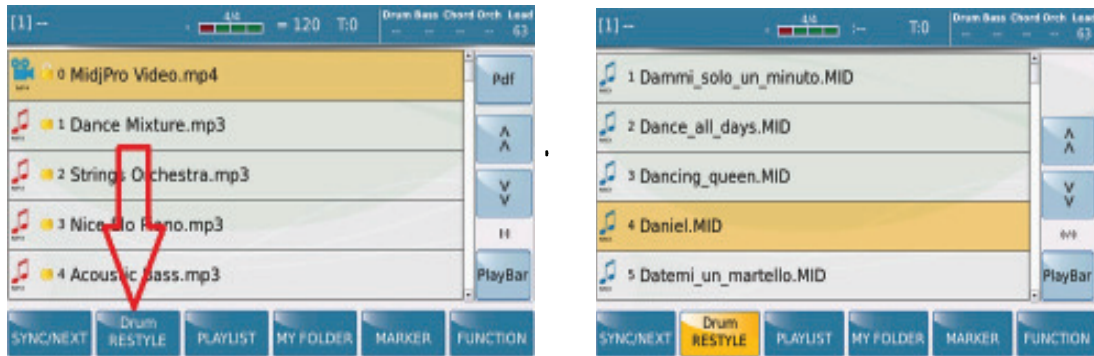 [1] --
4/4
= 120
T:0
Drum Bass Chord Orch Lead
-- -- -- -- 63
0 MidjPro Video.mp4
1 Dance Mixture.mp3
2 Strings Orchestra.mp3
3 Nice Piano.mp3
4 Acoustic Bass.mp3
Pdf
PlayBar
SYNC/NEXT
Drum RESTYLE
PLAYLIST
MY FOLDER
MARKER
FUNCTION
[1] --
4/4
:--
T:0
Drum Bass Chord Orch Lead
-- -- -- -- 63
1 Dammi_solo_un_minuto.MID
2 Dance_all_days.MID
3 Dancing_queen.MID
4 Daniel.MID
5 Datemi_un_martello.MID
PlayBar
SYNC/NEXT
Drum RESTYLE
PLAYLIST
MY FOLDER
MARKER
FUNCTION